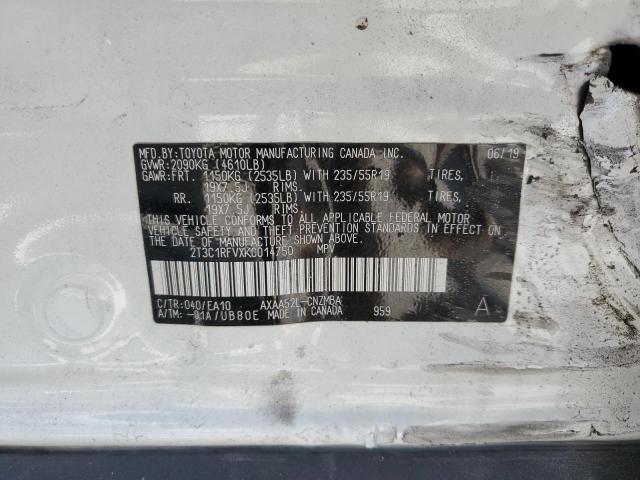 MFD.BY:TOYOTA MOTOR MANUFACTURING CANADA INC. 06/19
GVWR:2090KG (4610LB)
GAWR:FRT. 1150KG (2535LB) WITH 235/55R19 TIRES,
19X7.5J RIMS.
RR. 1150KG (2535LB) WITH 235/55R19 TIRES,
19X7.5J RIMS.
THIS VEHICLE CONFORMS TO ALL APPLICABLE FEDERAL MOTOR
VEHICLE SAFETY AND THEFT PREVENTION STANDARDS IN EFFECT
ON THE DATE OF MANUFACTURE SHOWN ABOVE.
2T3C1RFVXKC014750 MPV
C/TR:040/EA10 AXAA52L-CNZMBA A
A/TM:-01A/UB80E MADE IN CANADA 959